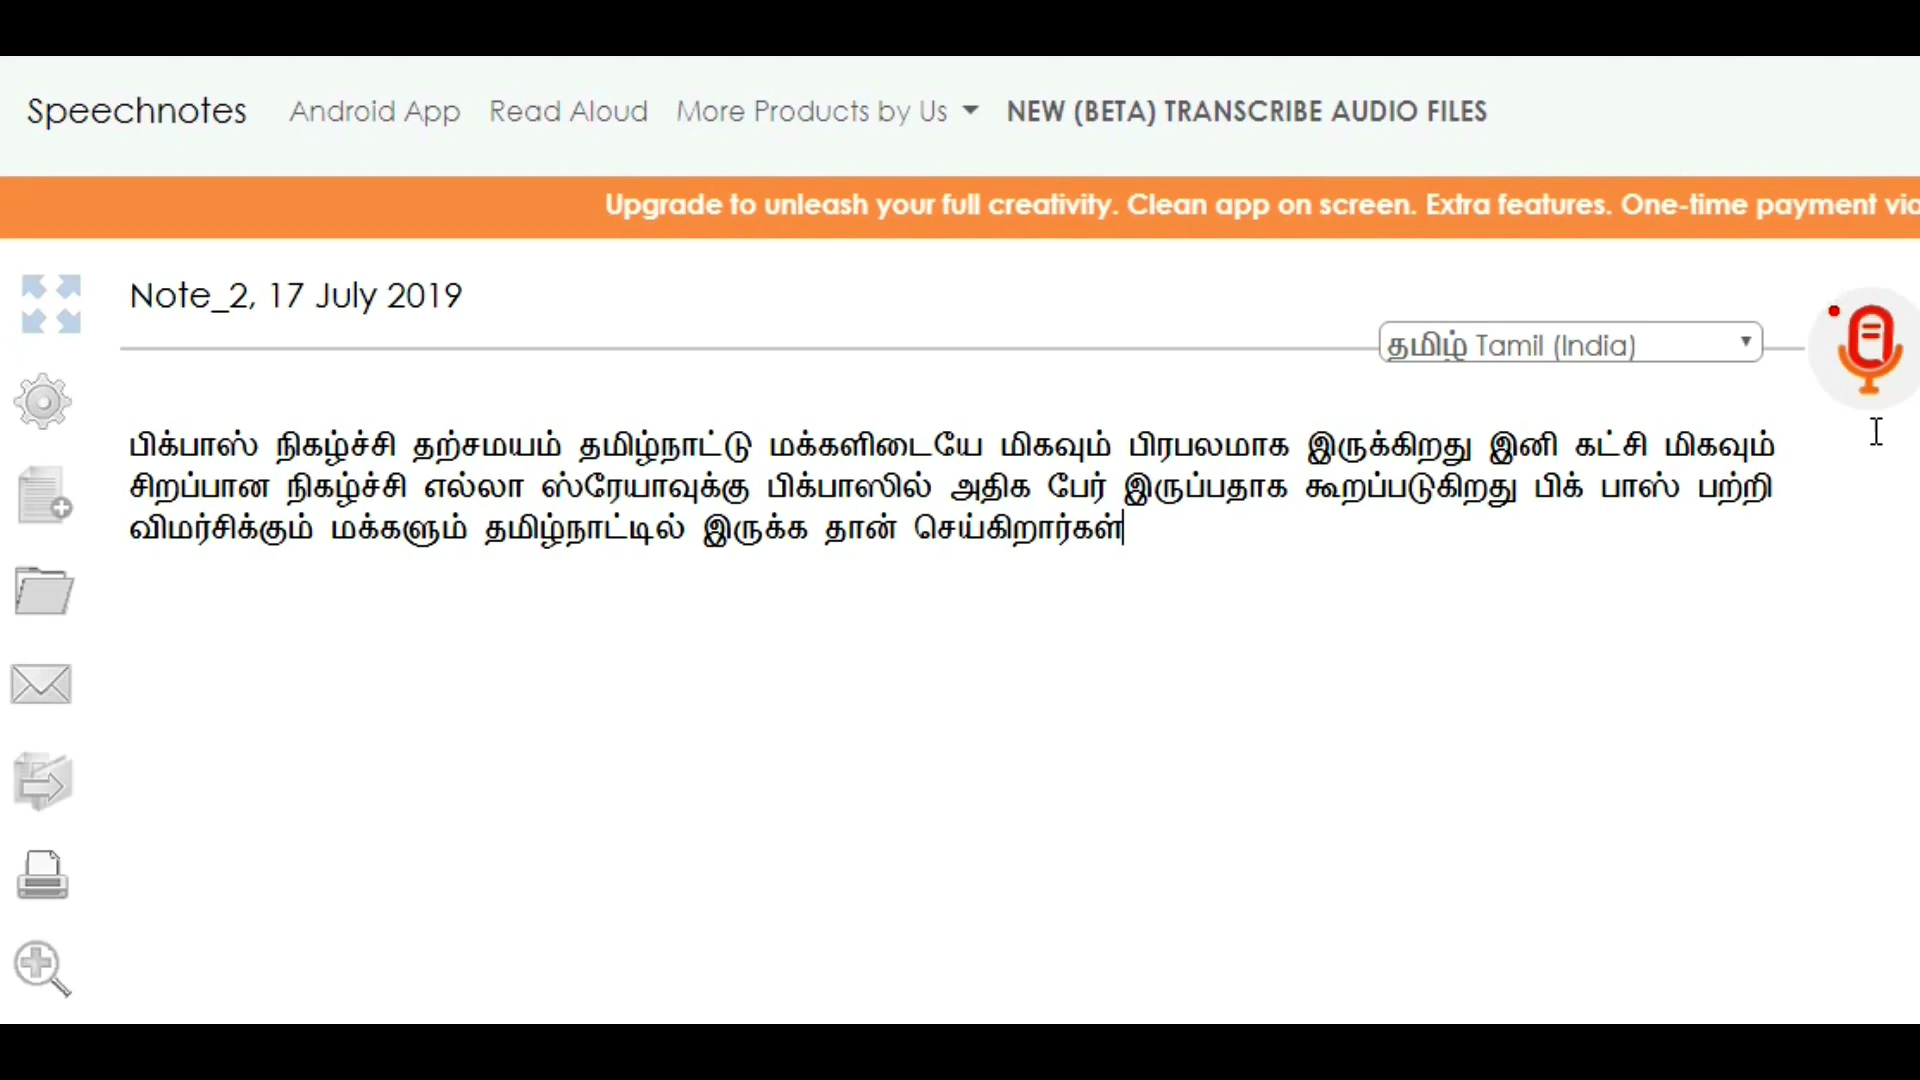 Speechnotes Android App Read Aloud More Products by Us NEW (BETA) TRANSCRIBE AUDIO FILES
Upgrade to unleash your full creativity. Clean app on screen. Extra features. One-time payment via
Note_2, 17 July 2019
தமிழ் Tamil (India)
பிக்பாஸ் நிகழ்ச்சி தற்சமயம் தமிழ்நாட்டு மக்களிடையே மிகவும் பிரபலமாக இருக்கிறது இனி கட்சி மிகவும்
சிறப்பான நிகழ்ச்சி எல்லா ஸ்ரேயாவுக்கு பிக்பாஸில் அதிக பேர் இருப்பதாக கூறப்படுகிறது பிக் பாஸ் பற்றி
விமர்சிக்கும் மக்களும் தமிழ்நாட்டில் இருக்க தான் செய்கிறார்கள்